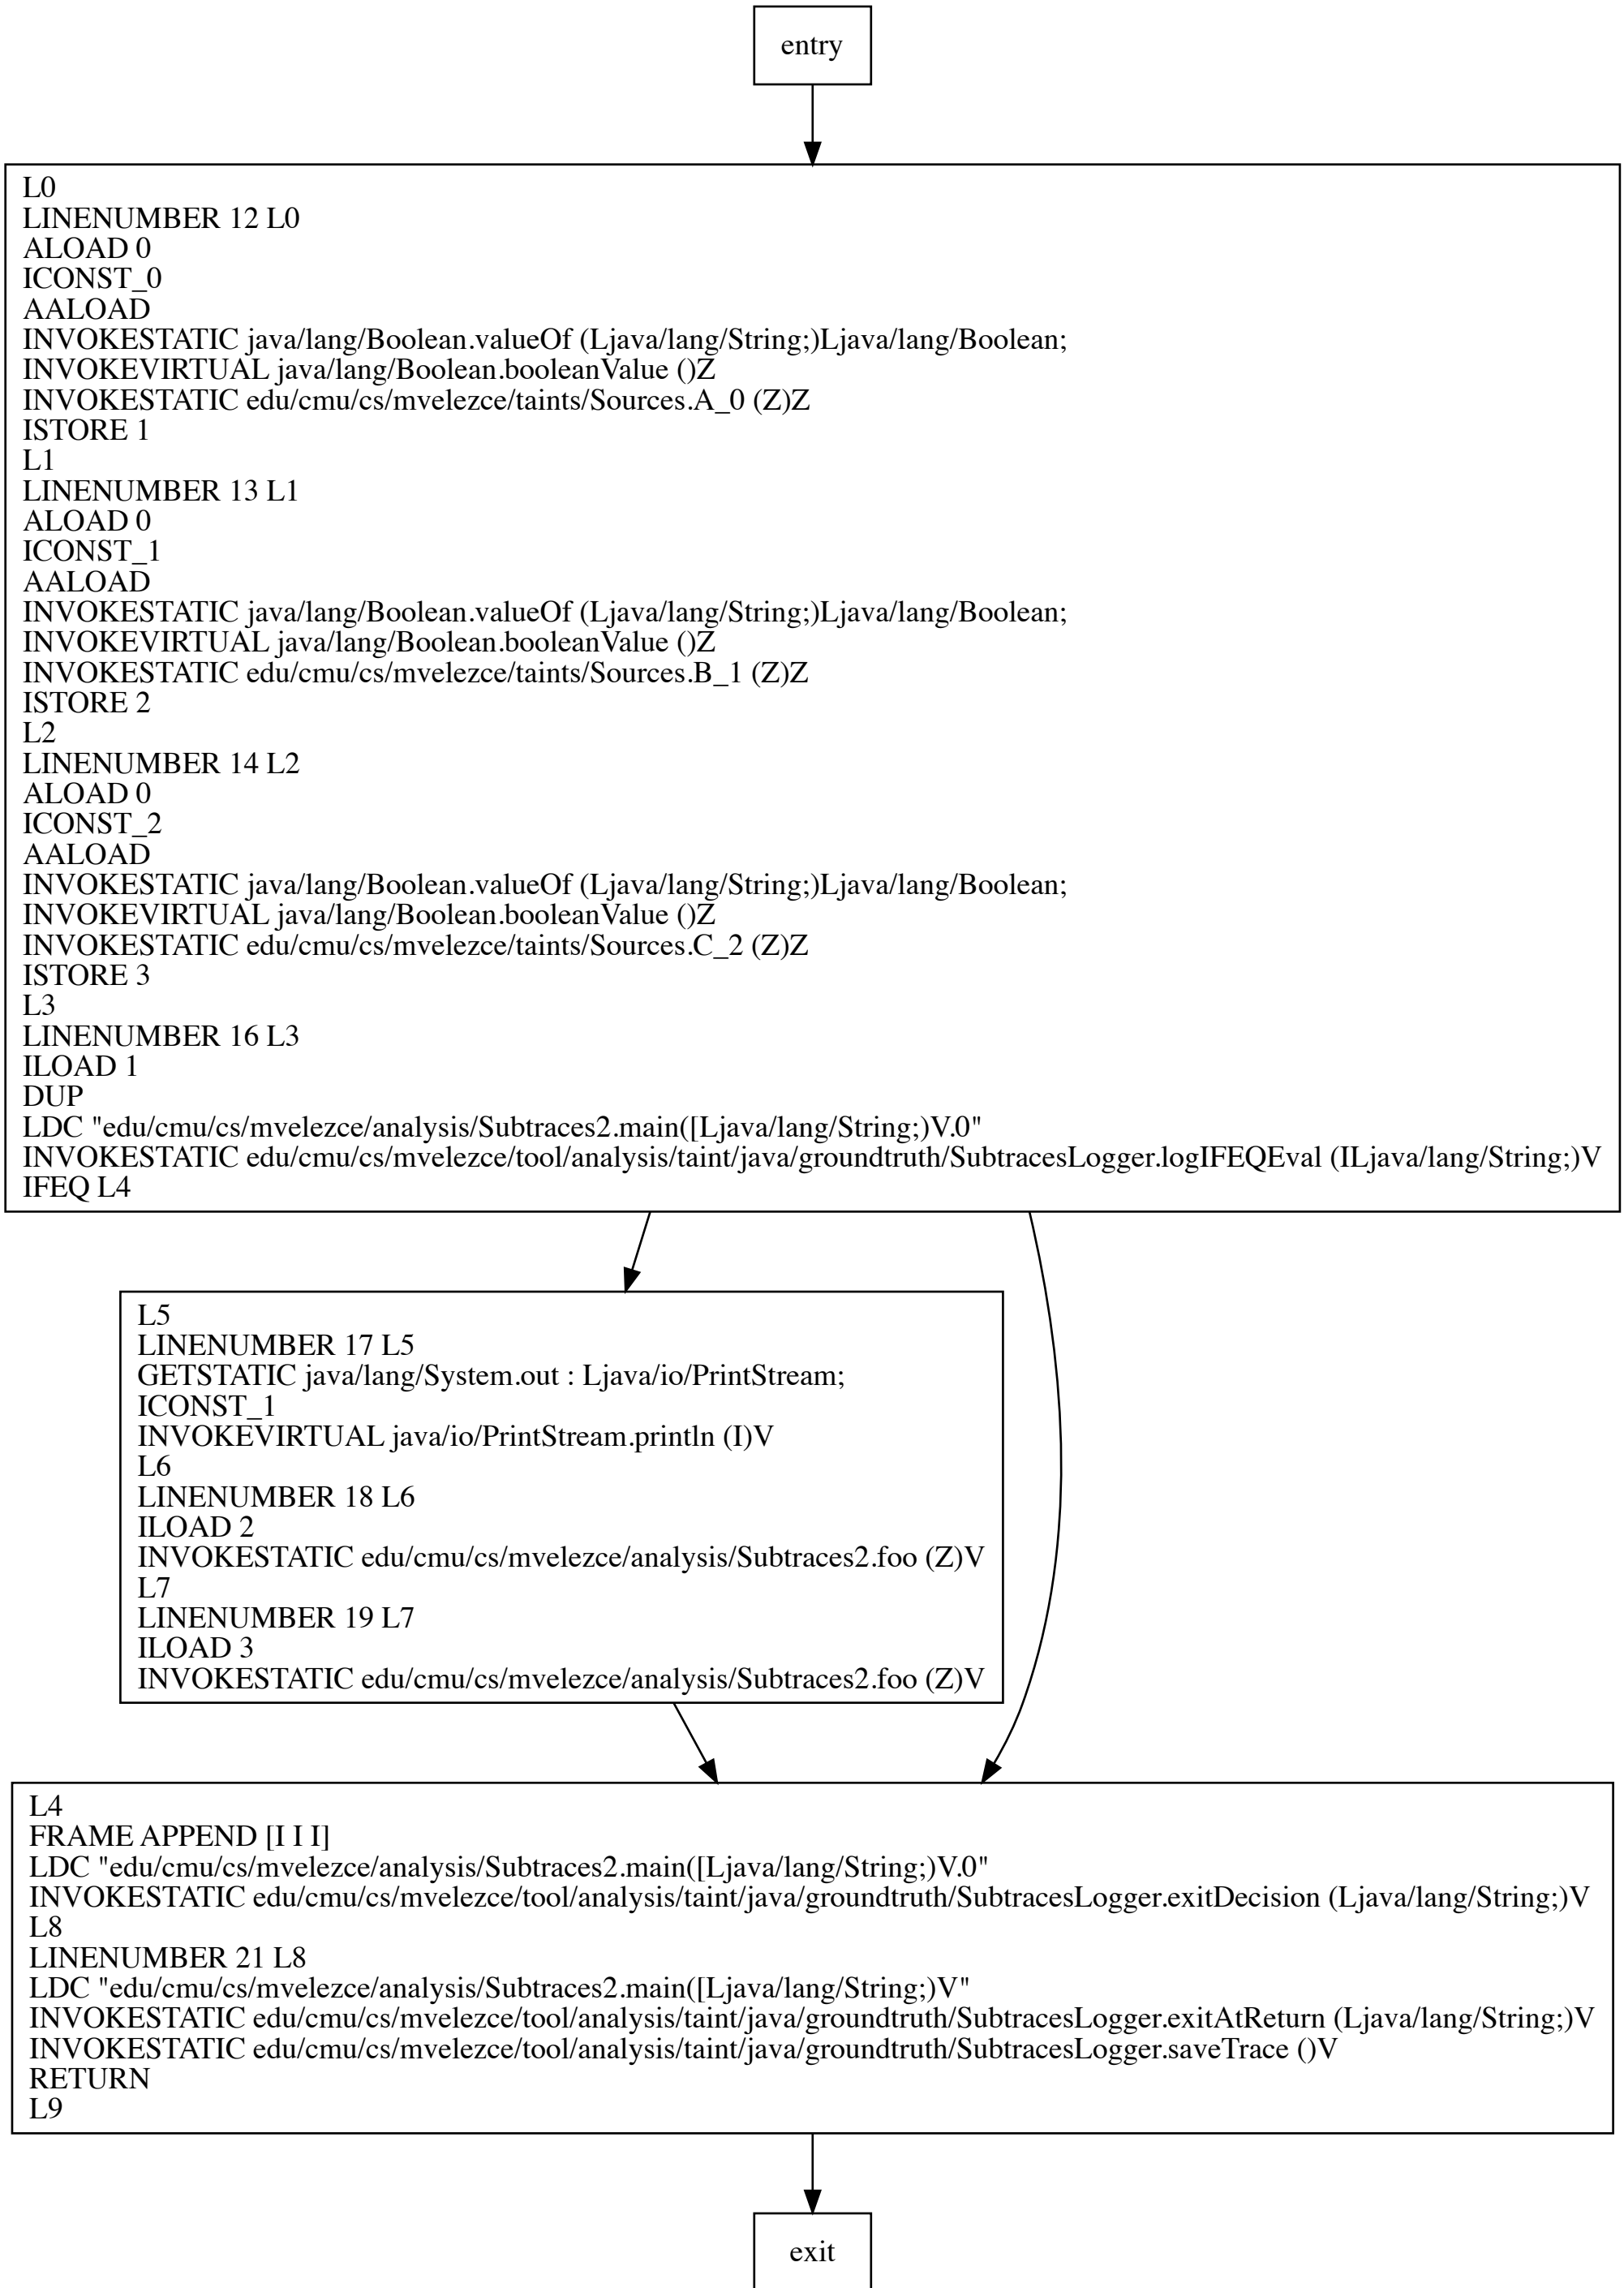 entry
L0
LINENUMBER 12 L0
ALOAD 0
ICONST_0
AALOAD
INVOKESTATIC java/lang/Boolean.valueOf (Ljava/lang/String;)Ljava/lang/Boolean;
INVOKEVIRTUAL java/lang/Boolean.booleanValue ()Z
INVOKESTATIC edu/cmu/cs/mvelezce/taints/Sources.A_0 (Z)Z
ISTORE 1
L1
LINENUMBER 13 L1
ALOAD 0
ICONST_1
AALOAD
INVOKESTATIC java/lang/Boolean.valueOf (Ljava/lang/String;)Ljava/lang/Boolean;
INVOKEVIRTUAL java/lang/Boolean.booleanValue ()Z
INVOKESTATIC edu/cmu/cs/mvelezce/taints/Sources.B_1 (Z)Z
ISTORE 2
L2
LINENUMBER 14 L2
ALOAD 0
ICONST_2
AALOAD
INVOKESTATIC java/lang/Boolean.valueOf (Ljava/lang/String;)Ljava/lang/Boolean;
INVOKEVIRTUAL java/lang/Boolean.booleanValue ()Z
INVOKESTATIC edu/cmu/cs/mvelezce/taints/Sources.C_2 (Z)Z
ISTORE 3
L3
LINENUMBER 16 L3
ILOAD 1
DUP
LDC "edu/cmu/cs/mvelezce/analysis/Subtraces2.main([Ljava/lang/String;)V.0"
INVOKESTATIC edu/cmu/cs/mvelezce/tool/analysis/taint/java/groundtruth/SubtracesLogger.logIFEQEval (ILjava/lang/String;)V
IFEQ L4
L5
LINENUMBER 17 L5
GETSTATIC java/lang/System.out : Ljava/io/PrintStream;
ICONST_1
INVOKEVIRTUAL java/io/PrintStream.println (I)V
L6
LINENUMBER 18 L6
ILOAD 2
INVOKESTATIC edu/cmu/cs/mvelezce/analysis/Subtraces2.foo (Z)V
L7
LINENUMBER 19 L7
ILOAD 3
INVOKESTATIC edu/cmu/cs/mvelezce/analysis/Subtraces2.foo (Z)V
L4
FRAME APPEND [I I I]
LDC "edu/cmu/cs/mvelezce/analysis/Subtraces2.main([Ljava/lang/String;)V.0"
INVOKESTATIC edu/cmu/cs/mvelezce/tool/analysis/taint/java/groundtruth/SubtracesLogger.exitDecision (Ljava/lang/String;)V
L8
LINENUMBER 21 L8
LDC "edu/cmu/cs/mvelezce/analysis/Subtraces2.main([Ljava/lang/String;)V"
INVOKESTATIC edu/cmu/cs/mvelezce/tool/analysis/taint/java/groundtruth/SubtracesLogger.exitAtReturn (Ljava/lang/String;)V
INVOKESTATIC edu/cmu/cs/mvelezce/tool/analysis/taint/java/groundtruth/SubtracesLogger.saveTrace ()V
RETURN
L9
exit